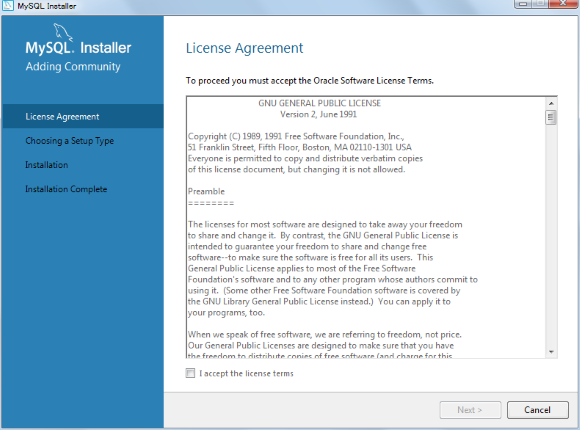 MySQL Installer
MySQL. Installer
Adding Community
License Agreement
Choosing a Setup Type
Installation
Installation Complete
License Agreement
To proceed you must accept the Oracle Software License Terms.
GNU GENERAL PUBLIC LICENSE
Version 2, June 1991
Copyright (C) 1989, 1991 Free Software Foundation, Inc.,
51 Franklin Street, Fifth Floor, Boston, MA 02110-1301 USA
Everyone is permitted to copy and distribute verbatim copies
of this license document, but changing it is not allowed.
Preamble
========
The licenses for most software are designed to take away your freedom
to share and change it.  By contrast, the GNU General Public License is
intended to guarantee your freedom to share and change free
software--to make sure the software is free for all its users.  This
General Public License applies to most of the Free Software
Foundation's software and to any other program whose authors commit to
using it.  (Some other Free Software Foundation software is covered by
the GNU Library General Public License instead.)  You can apply it to
your programs, too.
When we speak of free software, we are referring to freedom, not price.
Our General Public Licenses are designed to make sure that you have
the freedom to distribute copies of free software (and charge for this
I accept the license terms
Next >
Cancel